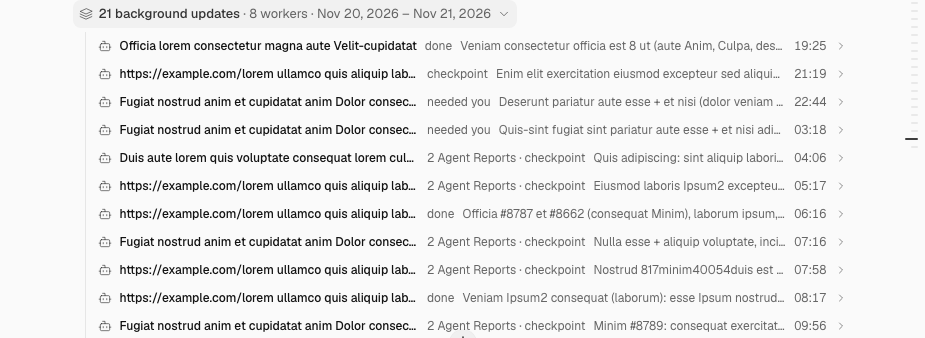 21 background updates · 8 workers · Nov 20, 2026 – Nov 21, 2026
Officia lorem consectetur magna aute Velit-cupidatat done Veniam consectetur officia est 8 ut (aute Anim, Culpa, des... 19:25
https://example.com/lorem ullamco quis aliquip lab... checkpoint Enim elit exercitation eiusmod excepteur sed aliqui... 21:19
Fugiat nostrud anim et cupidatat anim Dolor consec... needed you Deserunt pariatur aute esse + et nisi (dolor veniam ... 22:44
Fugiat nostrud anim et cupidatat anim Dolor consec... needed you Quis-sint fugiat sint pariatur aute esse + et nisi adi... 03:18
Duis aute lorem quis voluptate consequat lorem cul... 2 Agent Reports · checkpoint Quis adipiscing: sint aliquip labori... 04:06
https://example.com/lorem ullamco quis aliquip lab... 2 Agent Reports · checkpoint Eiusmod laboris Ipsum2 excepteu... 05:17
https://example.com/lorem ullamco quis aliquip lab... done Officia #8787 et #8662 (consequat Minim), laborum ipsum,... 06:16
Fugiat nostrud anim et cupidatat anim Dolor consec... 2 Agent Reports · checkpoint Nulla esse + aliquip voluptate, inci... 07:16
https://example.com/lorem ullamco quis aliquip lab... 2 Agent Reports · checkpoint Nostrud 817minim40054duis est ... 07:58
https://example.com/lorem ullamco quis aliquip lab... done Veniam Ipsum2 consequat (laborum): esse Ipsum nostrud... 08:17
Fugiat nostrud anim et cupidatat anim Dolor consec... 2 Agent Reports · checkpoint Minim #8789: consequat exercitat... 09:56